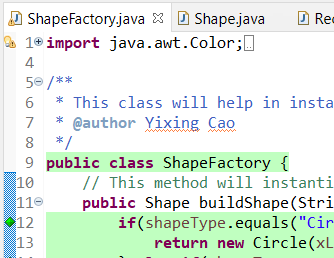 ShapeFactory.java Shape.java Rec
1 import java.awt.Color;
4
5 /**
6 * This class will help in insta
7 * @author Yixing Cao
8 */
9 public class ShapeFactory {
10 // This method will instanti
11 public Shape buildShape(Stri
12 if(shapeType.equals("Cir
13 return new Circle(xL